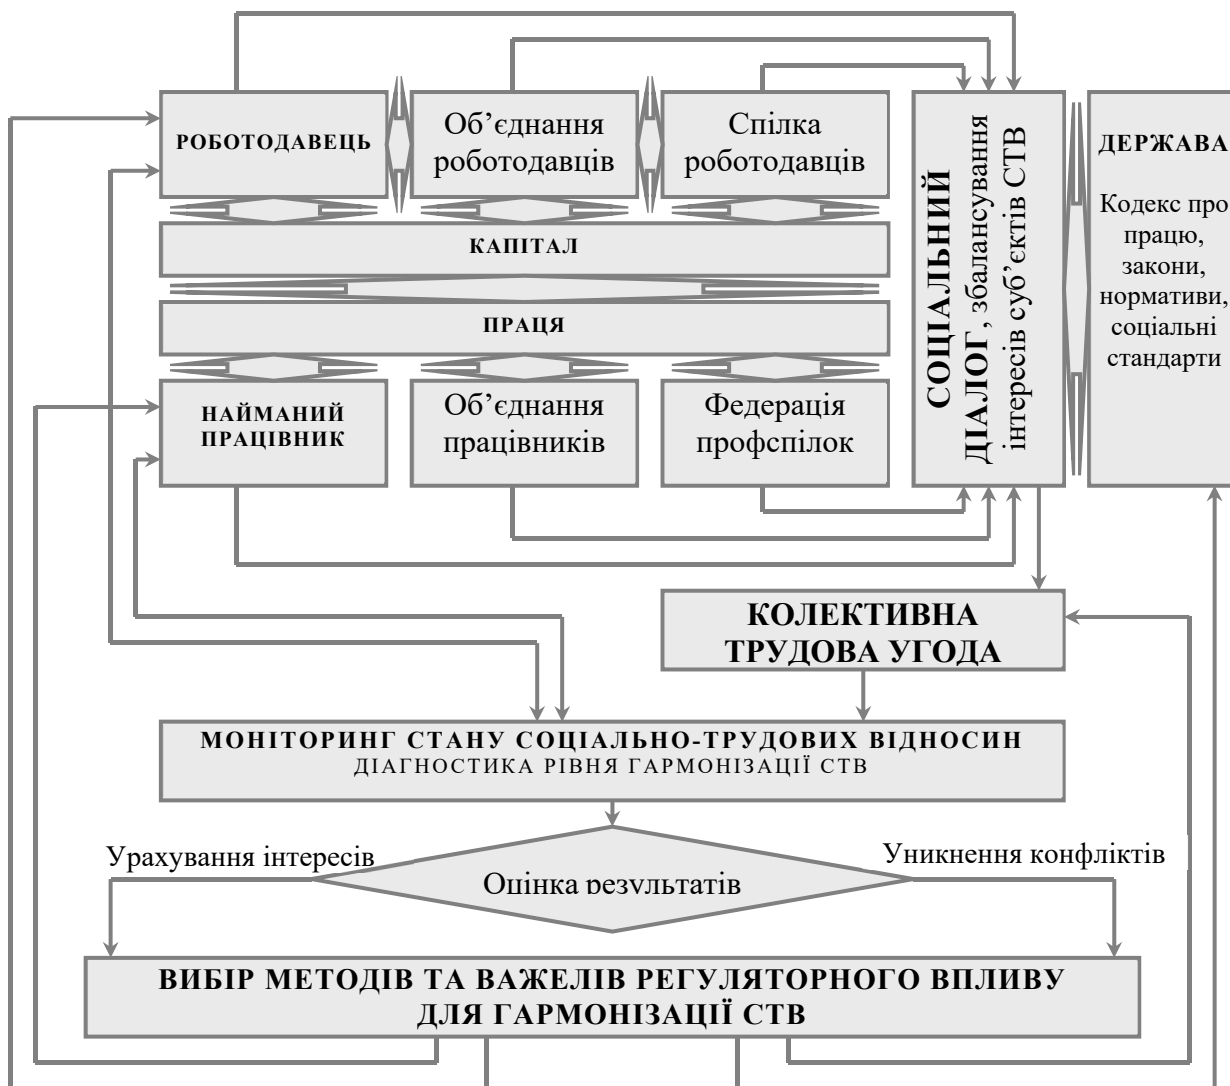 РОБОТОДАВЕЦЬ
Об’єднання
роботодавців
Спілка
роботодавців
КАПІТАЛ
ПРАЦЯ
НАЙМАНИЙ
ПРАЦІВНИК
Об’єднання
працівників
Федерація
профспілок
СОЦІАЛЬНИЙ
ДІАЛОГ, збалансування
інтересів суб’єктів СТВ
ДЕРЖАВА
Кодекс про
працю,
закони,
нормативи,
соціальні
стандарти
КОЛЕКТИВНА
ТРУДОВА УГОДА
МОНІТОРИНГ СТАНУ СОЦІАЛЬНО-ТРУДОВИХ ВІДНОСИН
ДІАГНОСТИКА РІВНЯ ГАРМОНІЗАЦІЇ СТВ
Урахування інтересів
Уникнення конфліктів
Оцінка результатів
ВИБІР МЕТОДІВ ТА ВАЖЕЛІВ РЕГУЛЯТОРНОГО ВПЛИВУ
ДЛЯ ГАРМОНІЗАЦІЇ СТВ